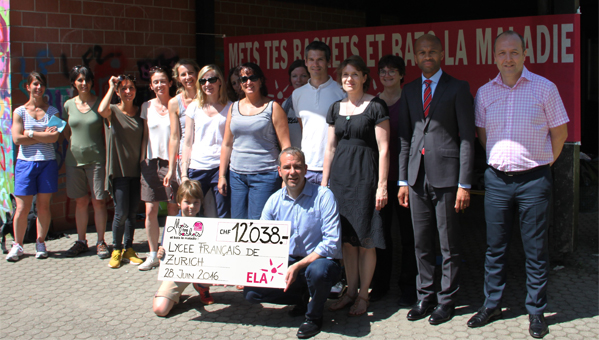 METS TES BASKETS ET BATS LA MALADIE
CHF 12'038.-
LYCEE FRANÇAIS DE
ZURICH
28 JUIN 2016
ELA